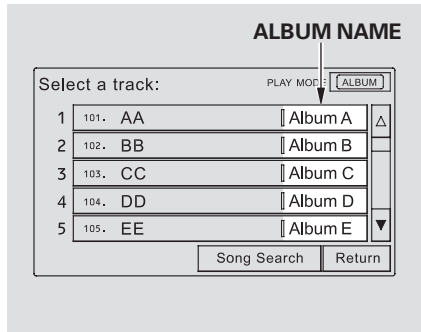 ALBUM NAME
Select a track: PLAY MODE [ALBUM]
1 101. AA Album A
2 102. BB Album B
3 103. CC Album C
4 104. DD Album D
5 105. EE Album E
Song Search Return